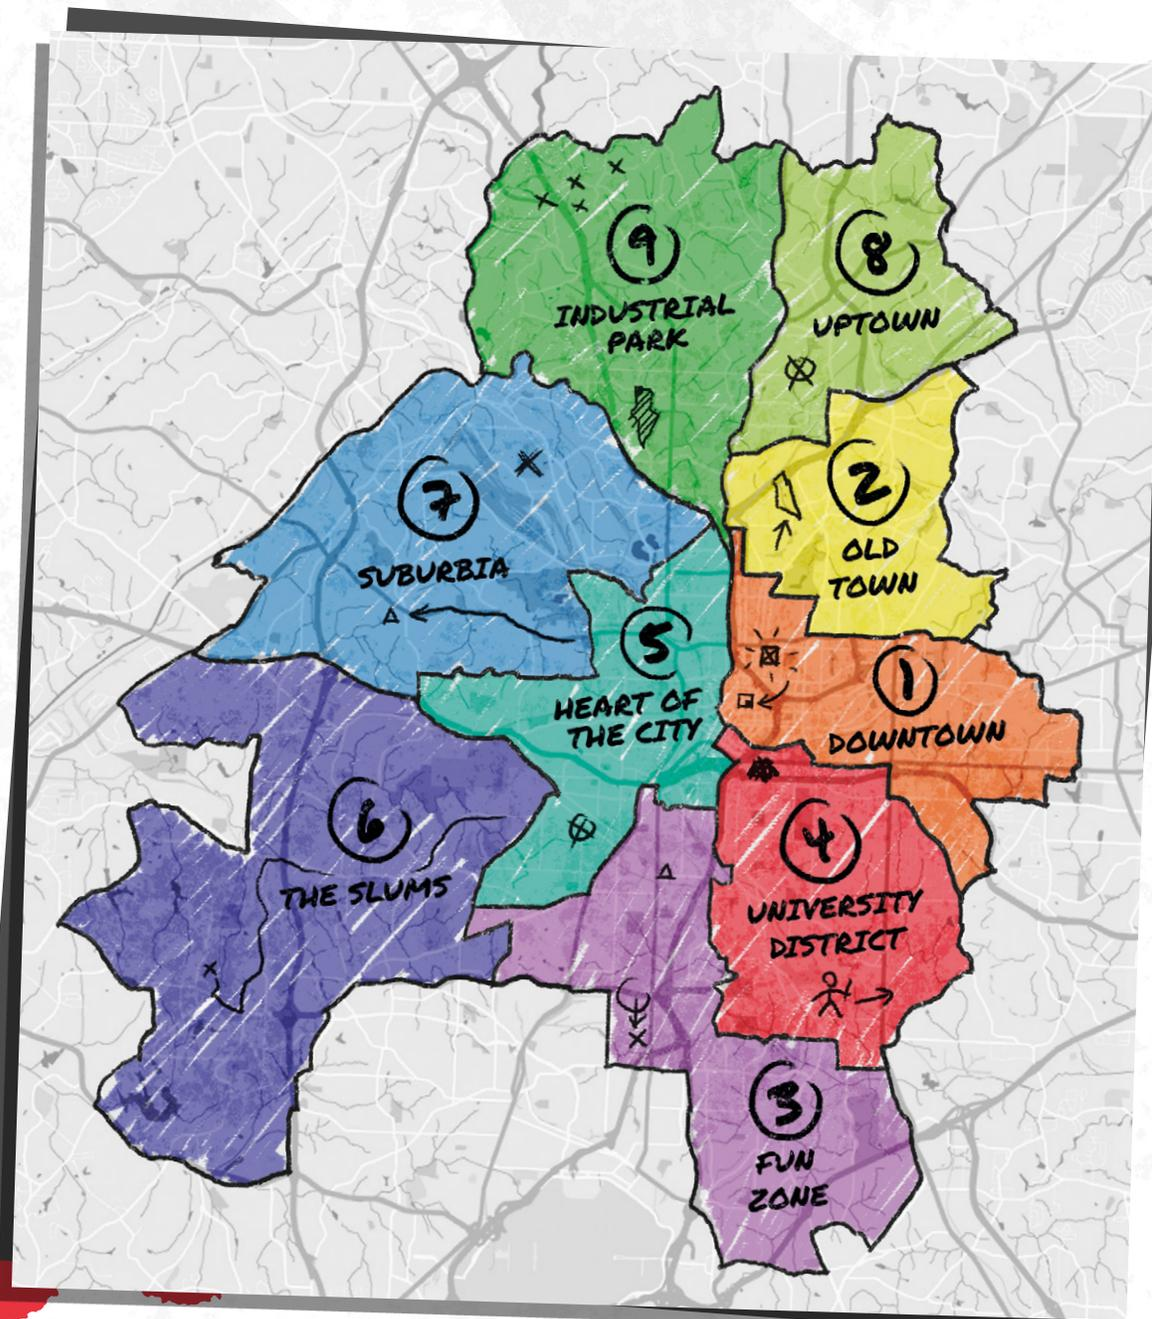 9
INDUSTRIAL
PARK
8
UPTOWN
7
SUBURBIA
2
OLD
TOWN
5
HEART OF
THE CITY
1
DOWNTOWN
6
THE SLUMS
4
UNIVERSITY
DISTRICT
3
FUN
ZONE